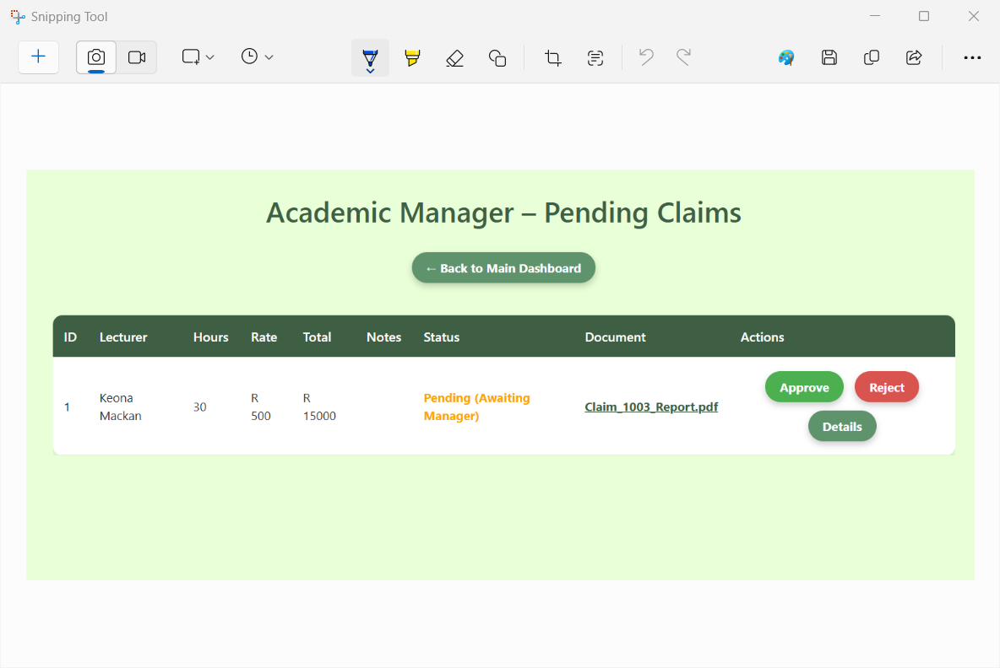 Snipping Tool
Academic Manager – Pending Claims
← Back to Main Dashboard
ID Lecturer Hours Rate Total Notes Status Document Actions
1 Keona Mackan 30 R 500 R 15000 Pending (Awaiting Manager) Claim_1003_Report.pdf Approve Reject
Details